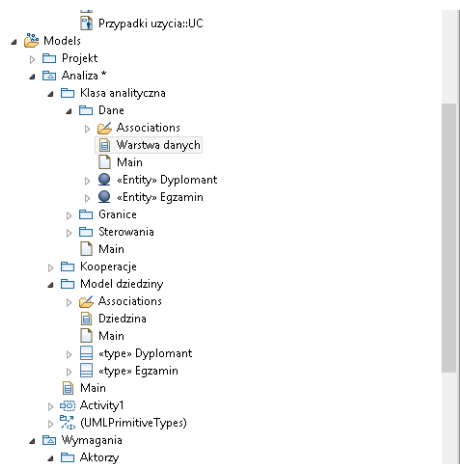 Przypadki uzycia::UC
Models
Projekt
Analiza *
Klasa analityczna
Dane
Associations
Warstwa danych
Main
«Entity» Dyplomant
«Entity» Egzamin
Granice
Sterowania
Main
Kooperacje
Model dziedziny
Associations
Dziedzina
Main
«type» Dyplomant
«type» Egzamin
Main
Activity1
(UMLPrimitiveTypes)
Wymagania
Aktorzy